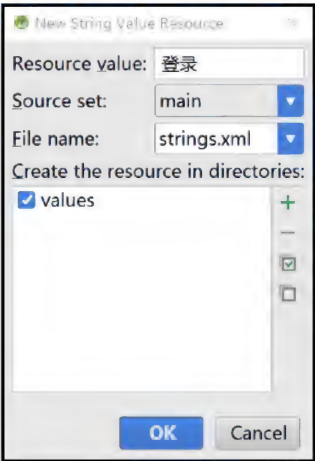 New String Value Resource
Resource value: 登录
Source set: main
File name: strings.xml
Create the resource in directories:
values
OK Cancel